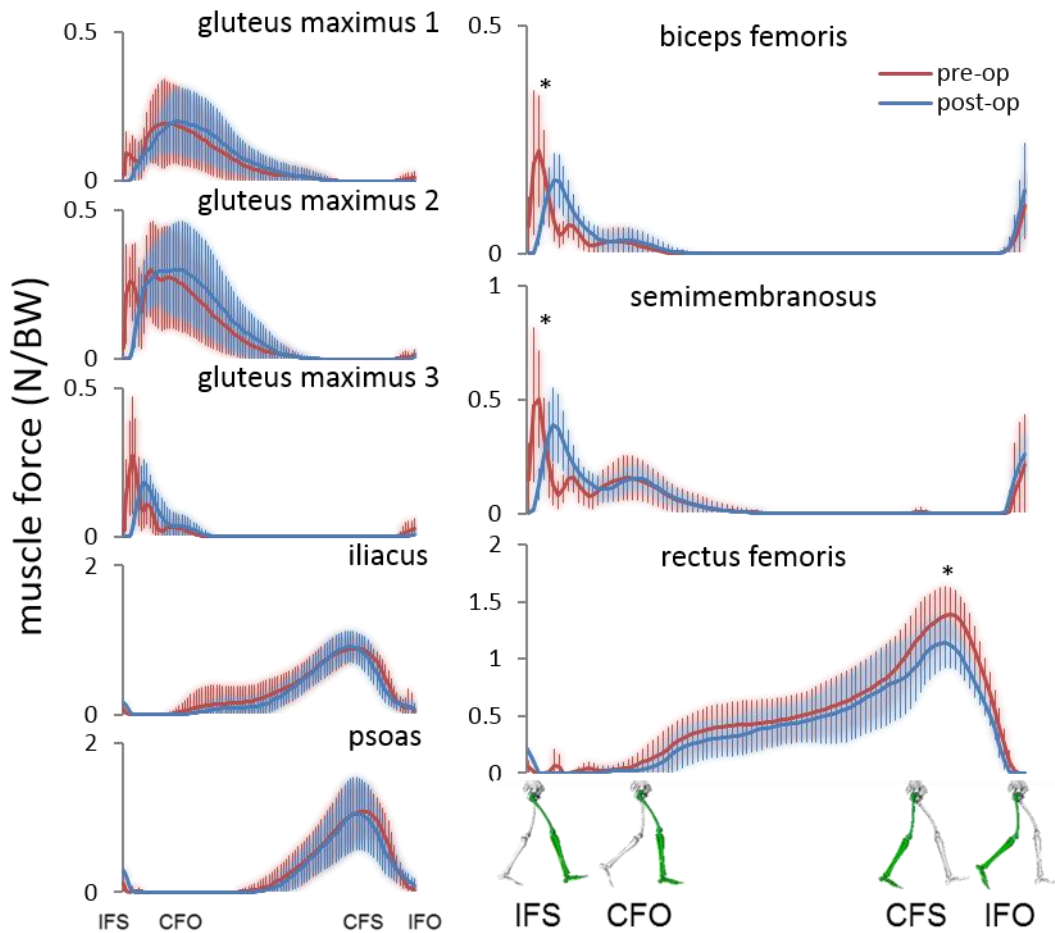 muscle force (N/BW)
gluteus maximus 1
0.5
0
gluteus maximus 2
0.5
0
gluteus maximus 3
0.5
0
iliacus
2
0
psoas
2
0
IFS CFO CFS IFO
biceps femoris
0.5
*
pre-op
post-op
0
semimembranosus
1
*
0.5
0
rectus femoris
2
*
1.5
1
0.5
0
IFS CFO CFS IFO